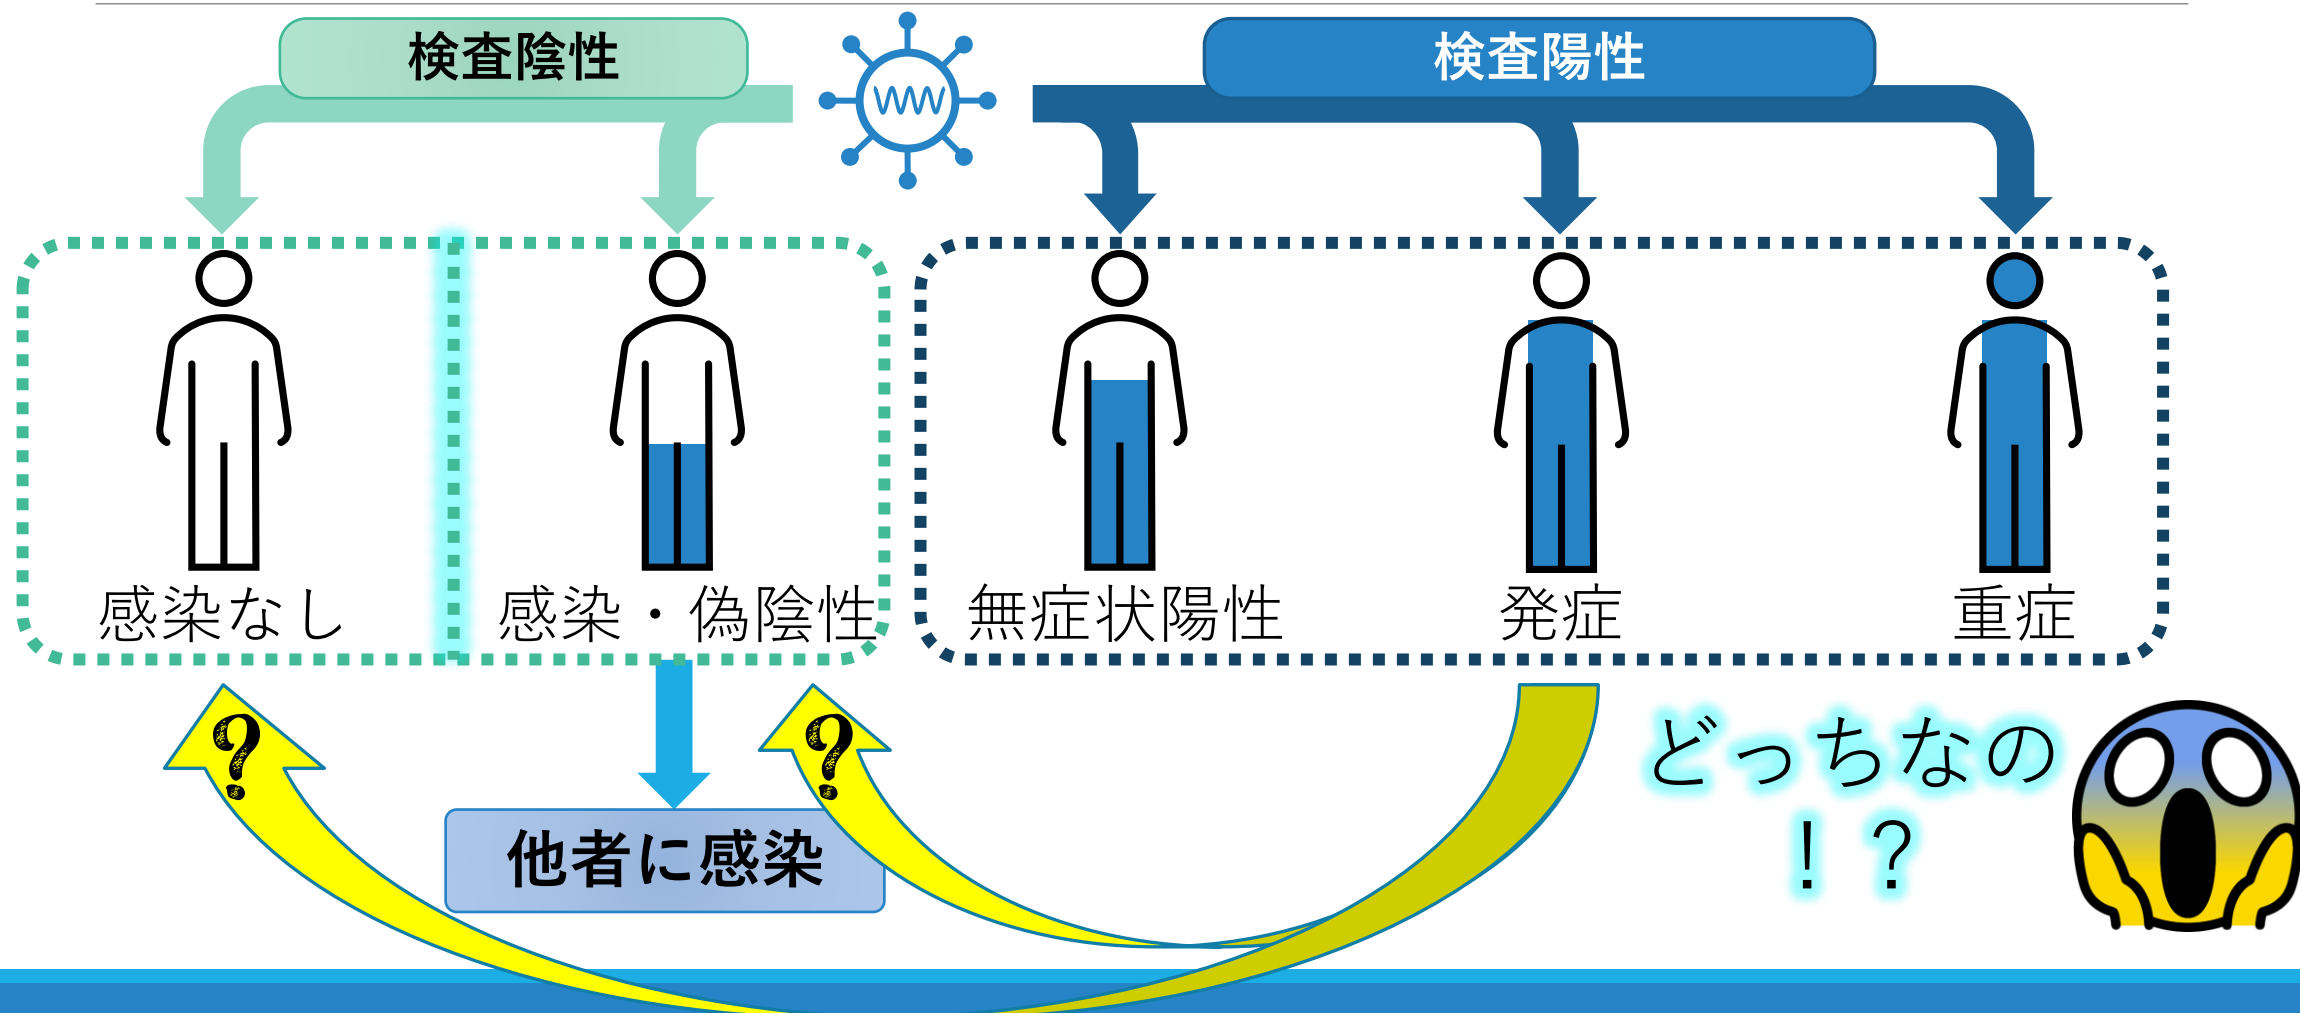 検査陰性
検査陽性
感染なし
感染・偽陰性
無症状陽性
発症
重症
?
?
他者に感染
どっちなの
！？